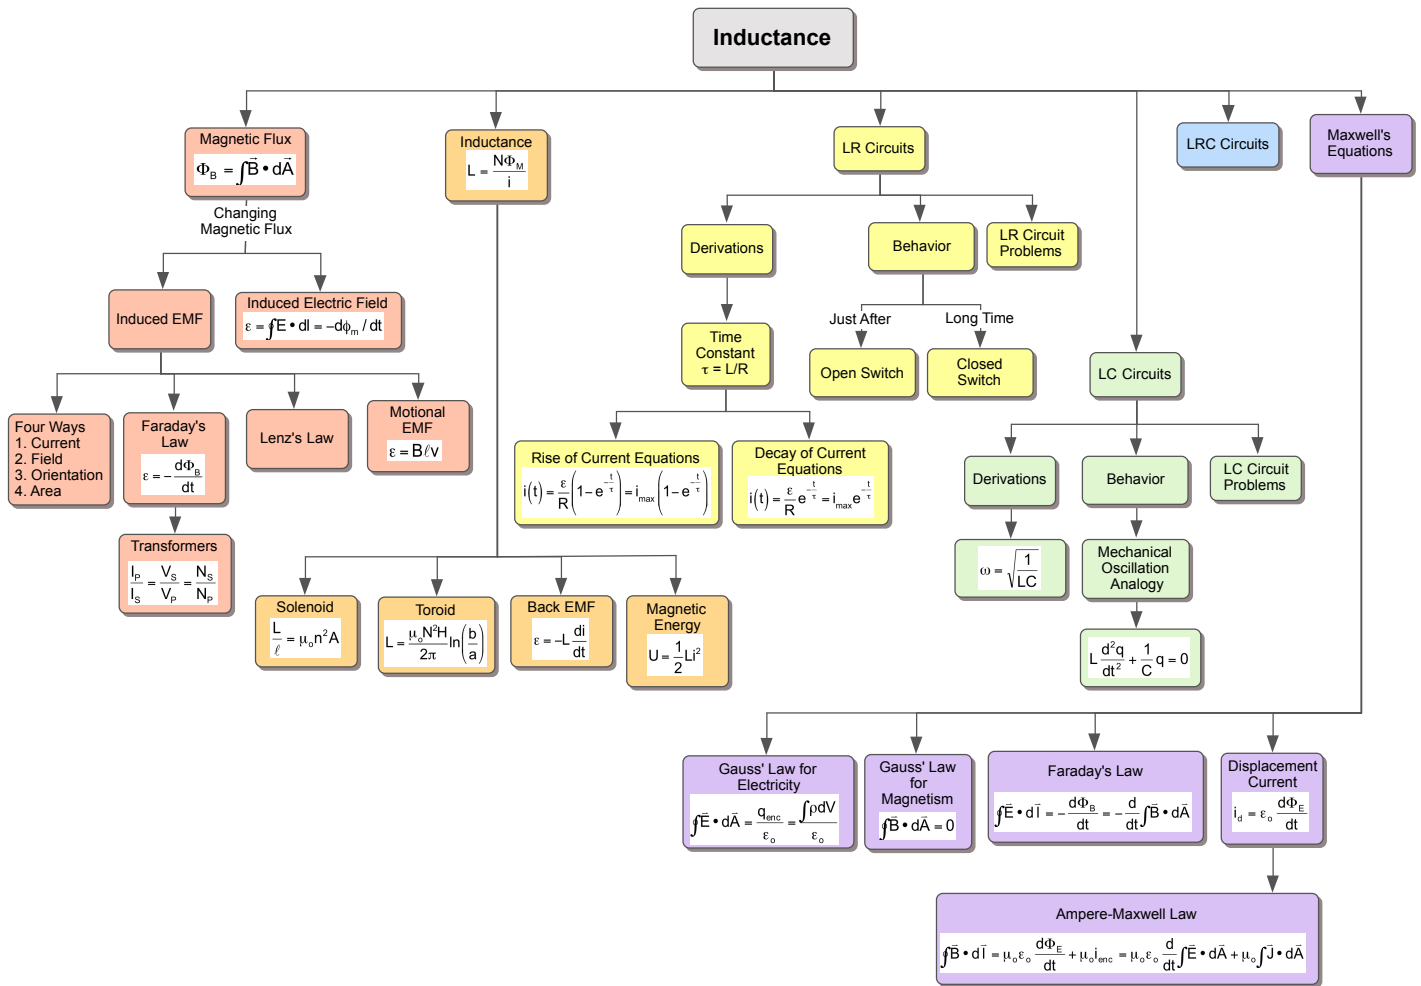 Inductance
Magnetic Flux
Φ_B = ∫B⃗ • dA⃗
Changing
Magnetic Flux
Induced EMF
Induced Electric Field
ε = ∮E • dl = −dϕ_m / dt
Four Ways
1. Current
2. Field
3. Orientation
4. Area
Faraday's
Law
ε = − dΦ_B / dt
Lenz's Law
Motional
EMF
ε = Bℓv
Transformers
I_P / I_S = V_S / V_P = N_S / N_P
Inductance
L = NΦ_M / i
Solenoid
L / ℓ = μ_o n² A
Toroid
L = μ_o N² H / 2π ln(b / a)
Back EMF
ε = −L di / dt
Magnetic
Energy
U = 1 / 2 Li²
LR Circuits
Derivations
Behavior
LR Circuit
Problems
Time
Constant
τ = L/R
Just After
Long Time
Open Switch
Closed
Switch
Rise of Current Equations
i(t) = ε / R (1 − e^(−t/τ)) = i_max (1 − e^(−t/τ))
Decay of Current
Equations
i(t) = ε / R e^(−t/τ) = i_max e^(−t/τ)
LC Circuits
Derivations
Behavior
LC Circuit
Problems
ω = √(1 / LC)
Mechanical
Oscillation
Analogy
L d²q / dt² + 1 / C q = 0
LRC Circuits
Maxwell's
Equations
Gauss' Law for
Electricity
∮E⃗ • dA⃗ = q_enc / ε_o = ∫ρdV / ε_o
Gauss' Law
for
Magnetism
∮B⃗ • dA⃗ = 0
Faraday's Law
∮E⃗ • dl⃗ = − dΦ_B / dt = − d / dt ∫B⃗ • dA⃗
Displacement
Current
i_d = ε_o dΦ_E / dt
Ampere-Maxwell Law
∮B⃗ • dl⃗ = μ_o ε_o dΦ_E / dt + μ_o i_enc = μ_o ε_o d / dt ∫E⃗ • dA⃗ + μ_o ∫J⃗ • dA⃗